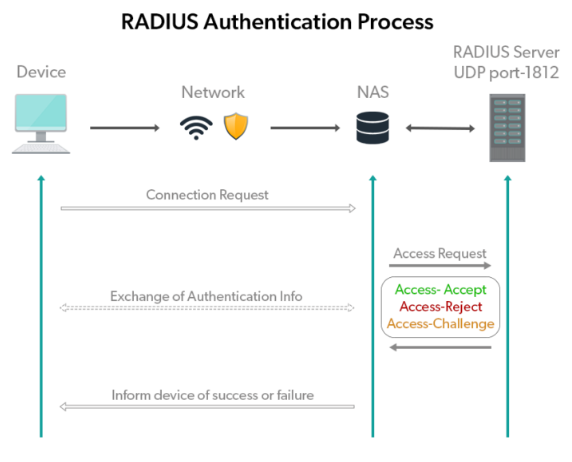 RADIUS Authentication Process
Device
Network
NAS
RADIUS Server
UDP port-1812
Connection Request
Access Request
Access- Accept
Access-Reject
Access-Challenge
Exchange of Authentication Info
Inform device of success or failure